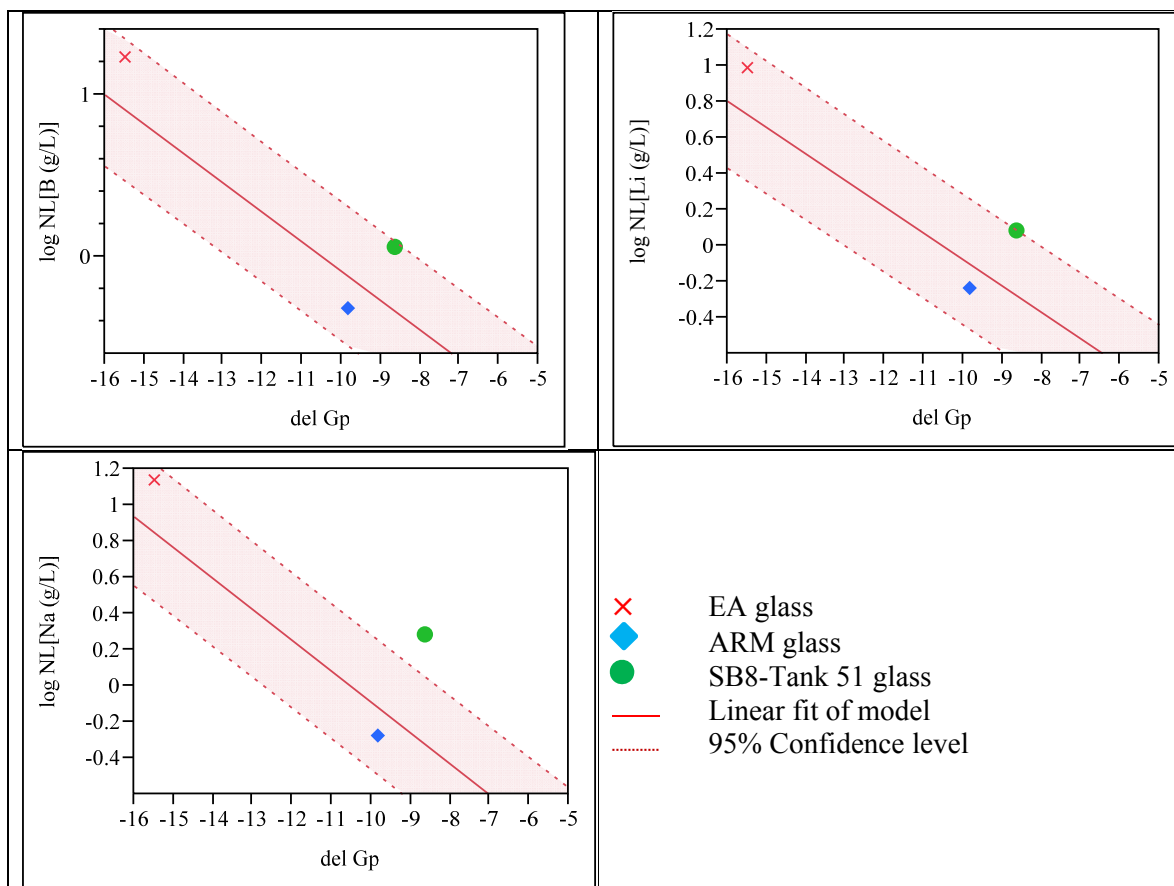 log NL[B (g/L)]
1
0
-16 -15 -14 -13 -12 -11 -10 -9 -8 -7 -6 -5
del Gp
log NL[Li (g/L)]
1.2
1
0.8
0.6
0.4
0.2
0
-0.2
-0.4
-16 -15 -14 -13 -12 -11 -10 -9 -8 -7 -6 -5
del Gp
log NL[Na (g/L)]
1.2
1
0.8
0.6
0.4
0.2
0
-0.2
-0.4
-16 -15 -14 -13 -12 -11 -10 -9 -8 -7 -6 -5
del Gp
EA glass
ARM glass
SB8-Tank 51 glass
Linear fit of model
95% Confidence level